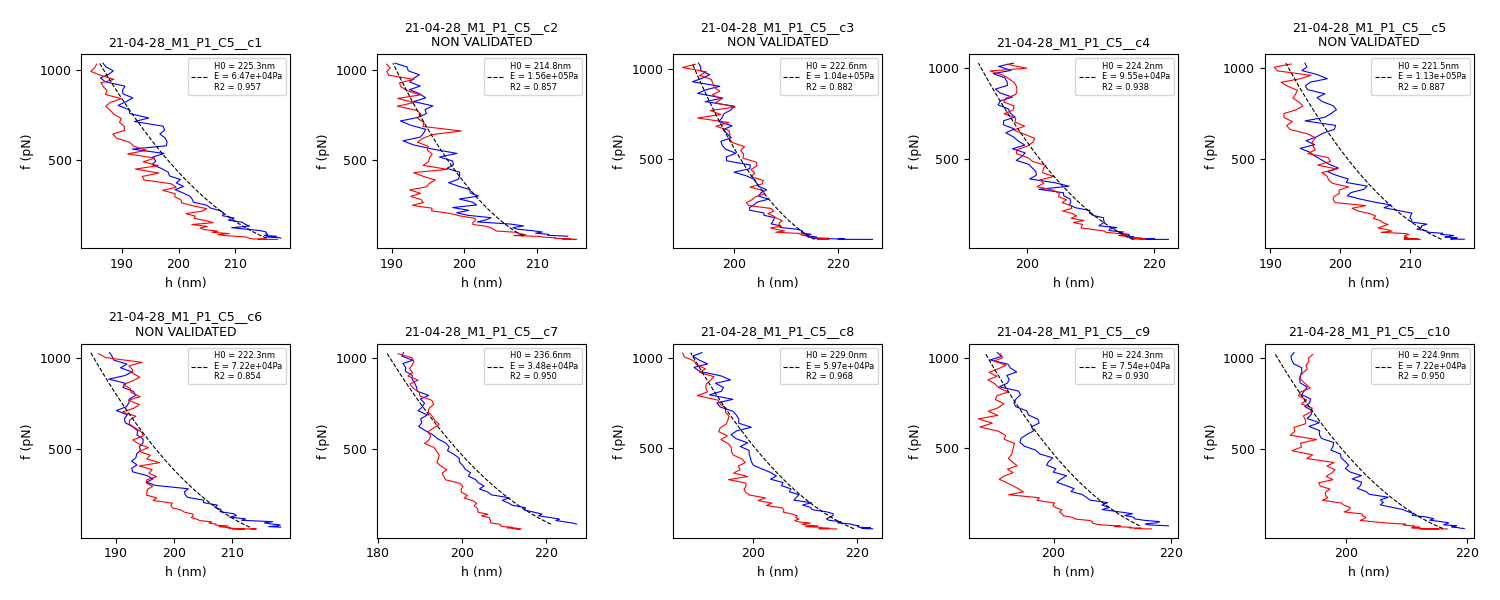 21-04-28_M1_P1_C5__c1
1000
500
190 200 210
f (pN)
h (nm)
H0 = 225.3nm
E = 6.47e+04Pa
R2 = 0.957
21-04-28_M1_P1_C5__c2
NON VALIDATED
1000
500
190 200 210
f (pN)
h (nm)
H0 = 214.8nm
E = 1.56e+05Pa
R2 = 0.857
21-04-28_M1_P1_C5__c3
NON VALIDATED
1000
500
200 220
f (pN)
h (nm)
H0 = 222.6nm
E = 1.04e+05Pa
R2 = 0.882
21-04-28_M1_P1_C5__c4
1000
500
200 220
f (pN)
h (nm)
H0 = 224.2nm
E = 9.55e+04Pa
R2 = 0.938
21-04-28_M1_P1_C5__c5
NON VALIDATED
1000
500
190 200 210
f (pN)
h (nm)
H0 = 221.5nm
E = 1.13e+05Pa
R2 = 0.887
21-04-28_M1_P1_C5__c6
NON VALIDATED
1000
500
190 200 210
f (pN)
h (nm)
H0 = 222.3nm
E = 7.22e+04Pa
R2 = 0.854
21-04-28_M1_P1_C5__c7
1000
500
180 200 220
f (pN)
h (nm)
H0 = 236.6nm
E = 3.48e+04Pa
R2 = 0.950
21-04-28_M1_P1_C5__c8
1000
500
200 220
f (pN)
h (nm)
H0 = 229.0nm
E = 5.97e+04Pa
R2 = 0.968
21-04-28_M1_P1_C5__c9
1000
500
200 220
f (pN)
h (nm)
H0 = 224.3nm
E = 7.54e+04Pa
R2 = 0.930
21-04-28_M1_P1_C5__c10
1000
500
200 220
f (pN)
h (nm)
H0 = 224.9nm
E = 7.22e+04Pa
R2 = 0.950